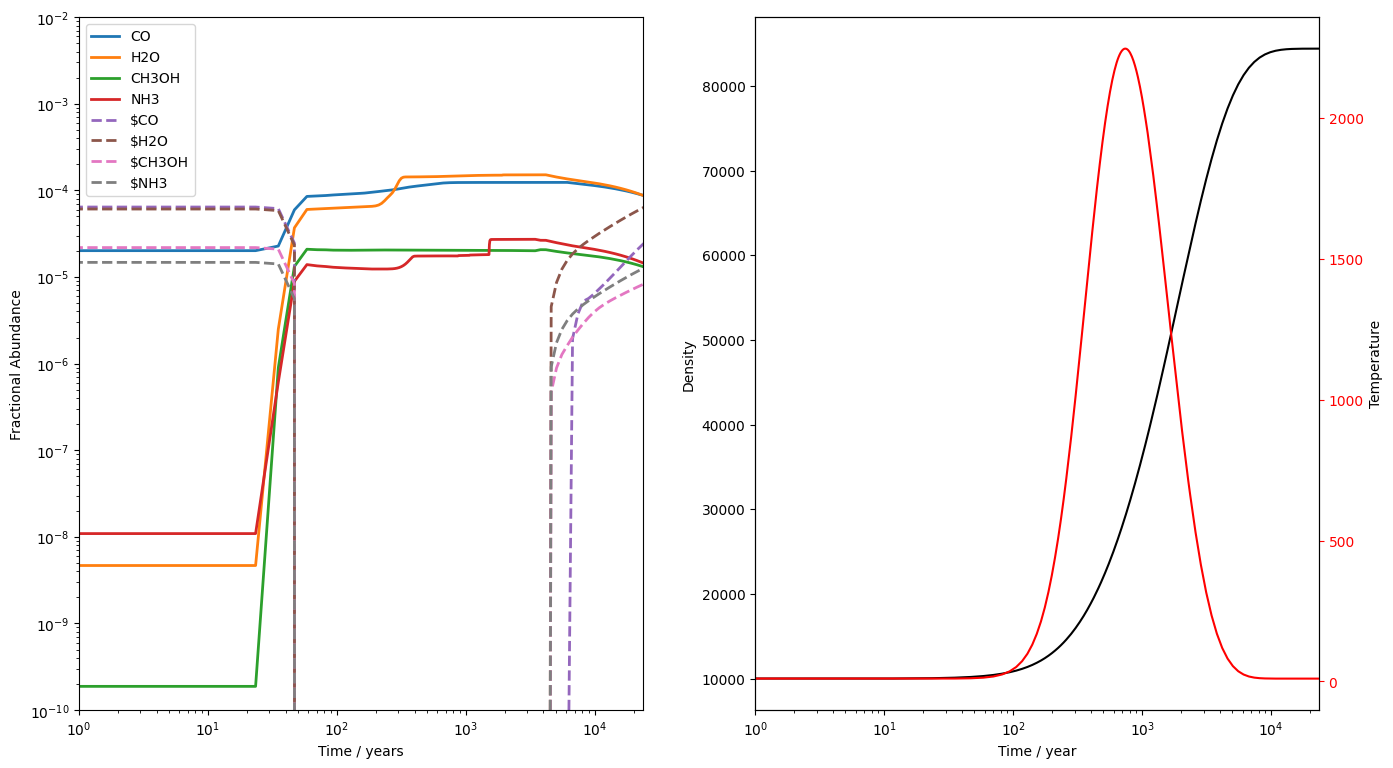 CO
H2O
CH3OH
NH3
$CO
$H2O
$CH3OH
$NH3
10⁻²
10⁻³
10⁻⁴
10⁻⁵
10⁻⁶
10⁻⁷
10⁻⁸
10⁻⁹
10⁻¹⁰
Fractional Abundance
10⁰ 10¹ 10² 10³ 10⁴
Time / years
80000
70000
60000
50000
40000
30000
20000
10000
Density
2000
1500
1000
500
0
Temperature
10⁰ 10¹ 10² 10³ 10⁴
Time / year